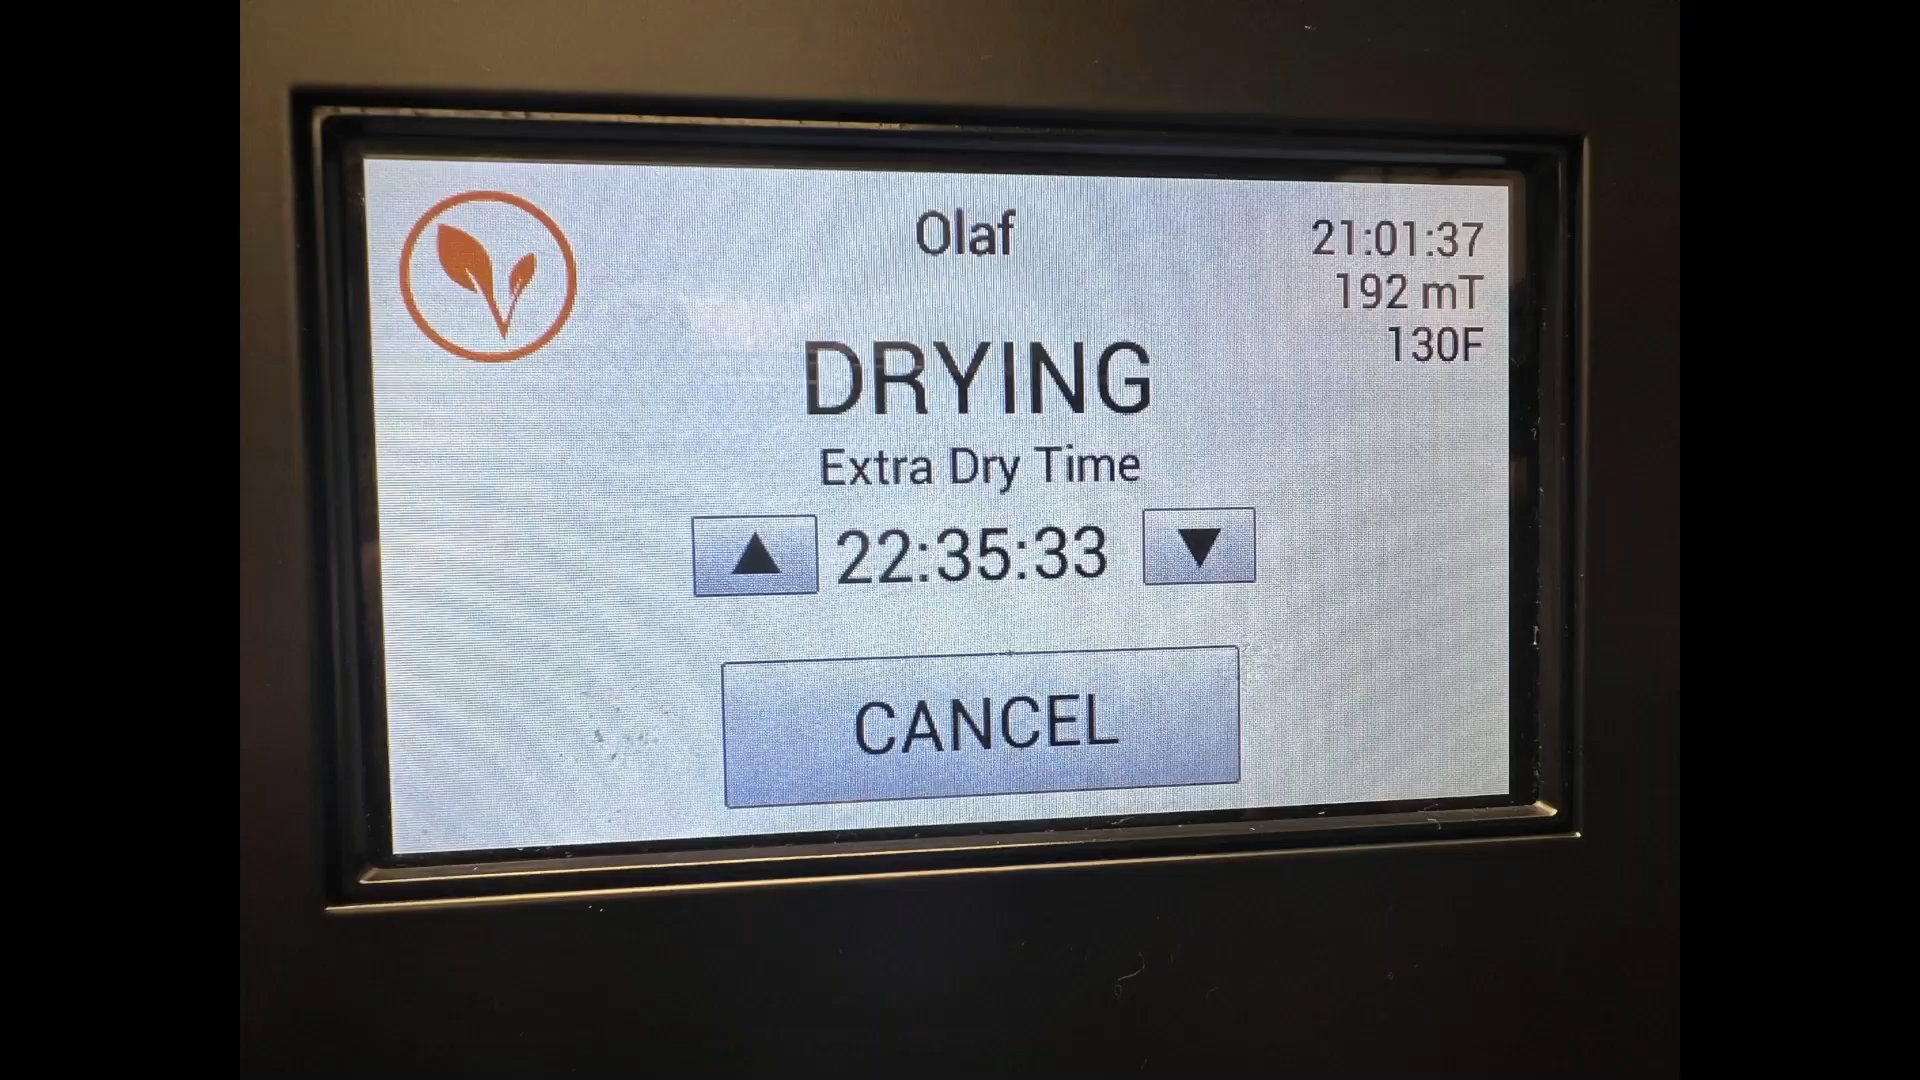 Olaf
21:01:37
192 mT
130F
DRYING
Extra Dry Time
▲ 22:35:33 ▼
CANCEL